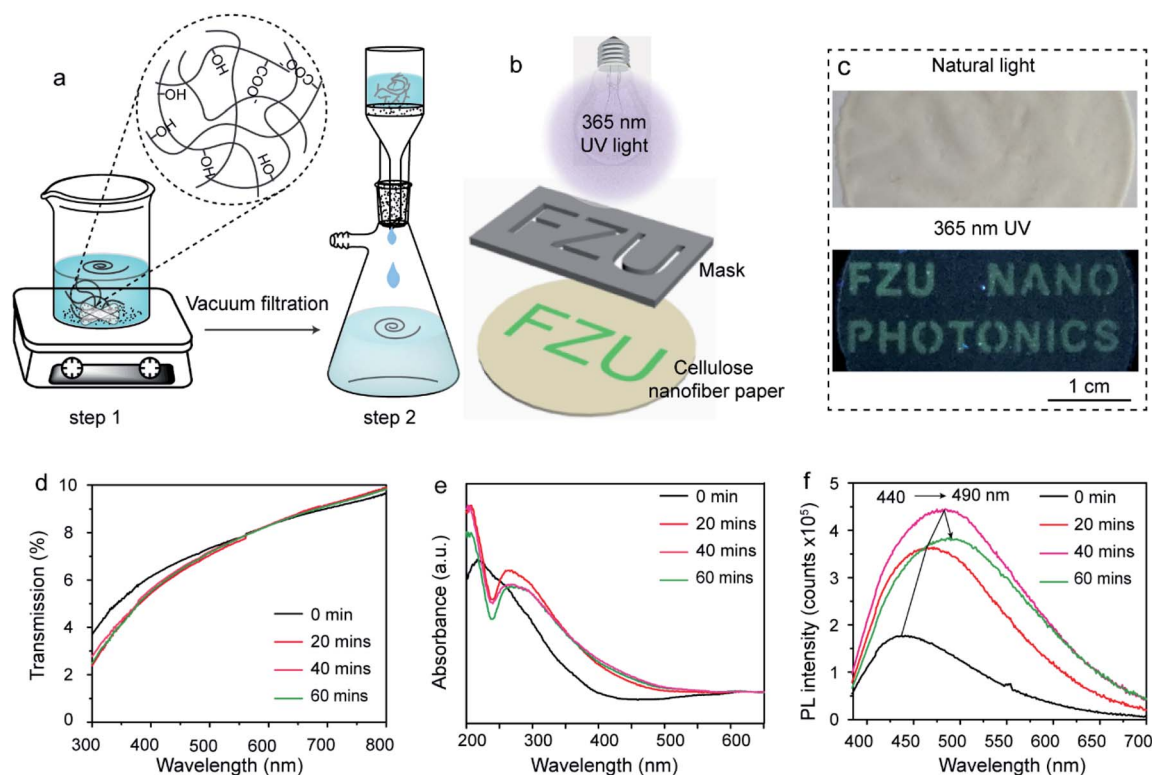 a
-OH
COO-
-COO-
-OH
HO-
HO-
-OH
HO-
Vacuum filtration
step 1
step 2
b
365 nm
UV light
FZU
Mask
FZU
Cellulose
nanofiber paper
c
Natural light
365 nm UV
FZU NANO
PHOTONICS
1 cm
d
Transmission (%)
10
8
6
4
2
0
0 min
20 mins
40 mins
60 mins
300 400 500 600 700 800
Wavelength (nm)
e
Absorbance (a.u.)
0 min
20 mins
40 mins
60 mins
200 300 400 500 600
Wavelength (nm)
f
PL intensity (counts x10⁵)
5
4
3
2
1
0
440 → 490 nm
0 min
20 mins
40 mins
60 mins
400 450 500 550 600 650 700
Wavelength (nm)